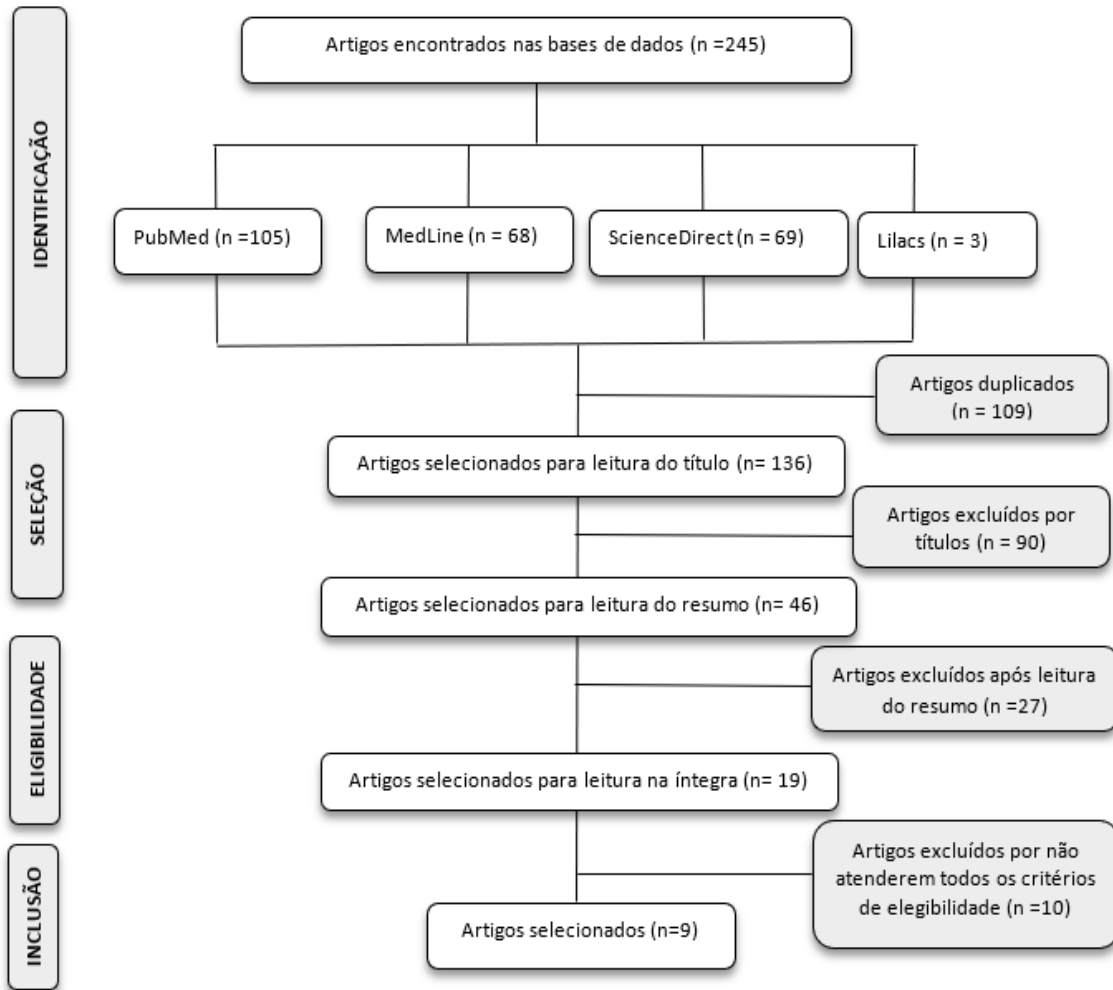 Artigos encontrados nas bases de dados (n =245)
IDENTIFICAÇÃO
PubMed (n =105)
MedLine (n = 68)
ScienceDirect (n = 69)
Lilacs (n = 3)
Artigos duplicados
(n = 109)
SELEÇÃO
Artigos selecionados para leitura do título (n= 136)
Artigos excluídos por
títulos (n = 90)
Artigos selecionados para leitura do resumo (n= 46)
ELIGIBILIDADE
Artigos excluídos após leitura
do resumo (n =27)
Artigos selecionados para leitura na íntegra (n= 19)
INCLUSÃO
Artigos excluídos por não
atenderem todos os critérios
de elegibilidade (n =10)
Artigos selecionados (n=9)